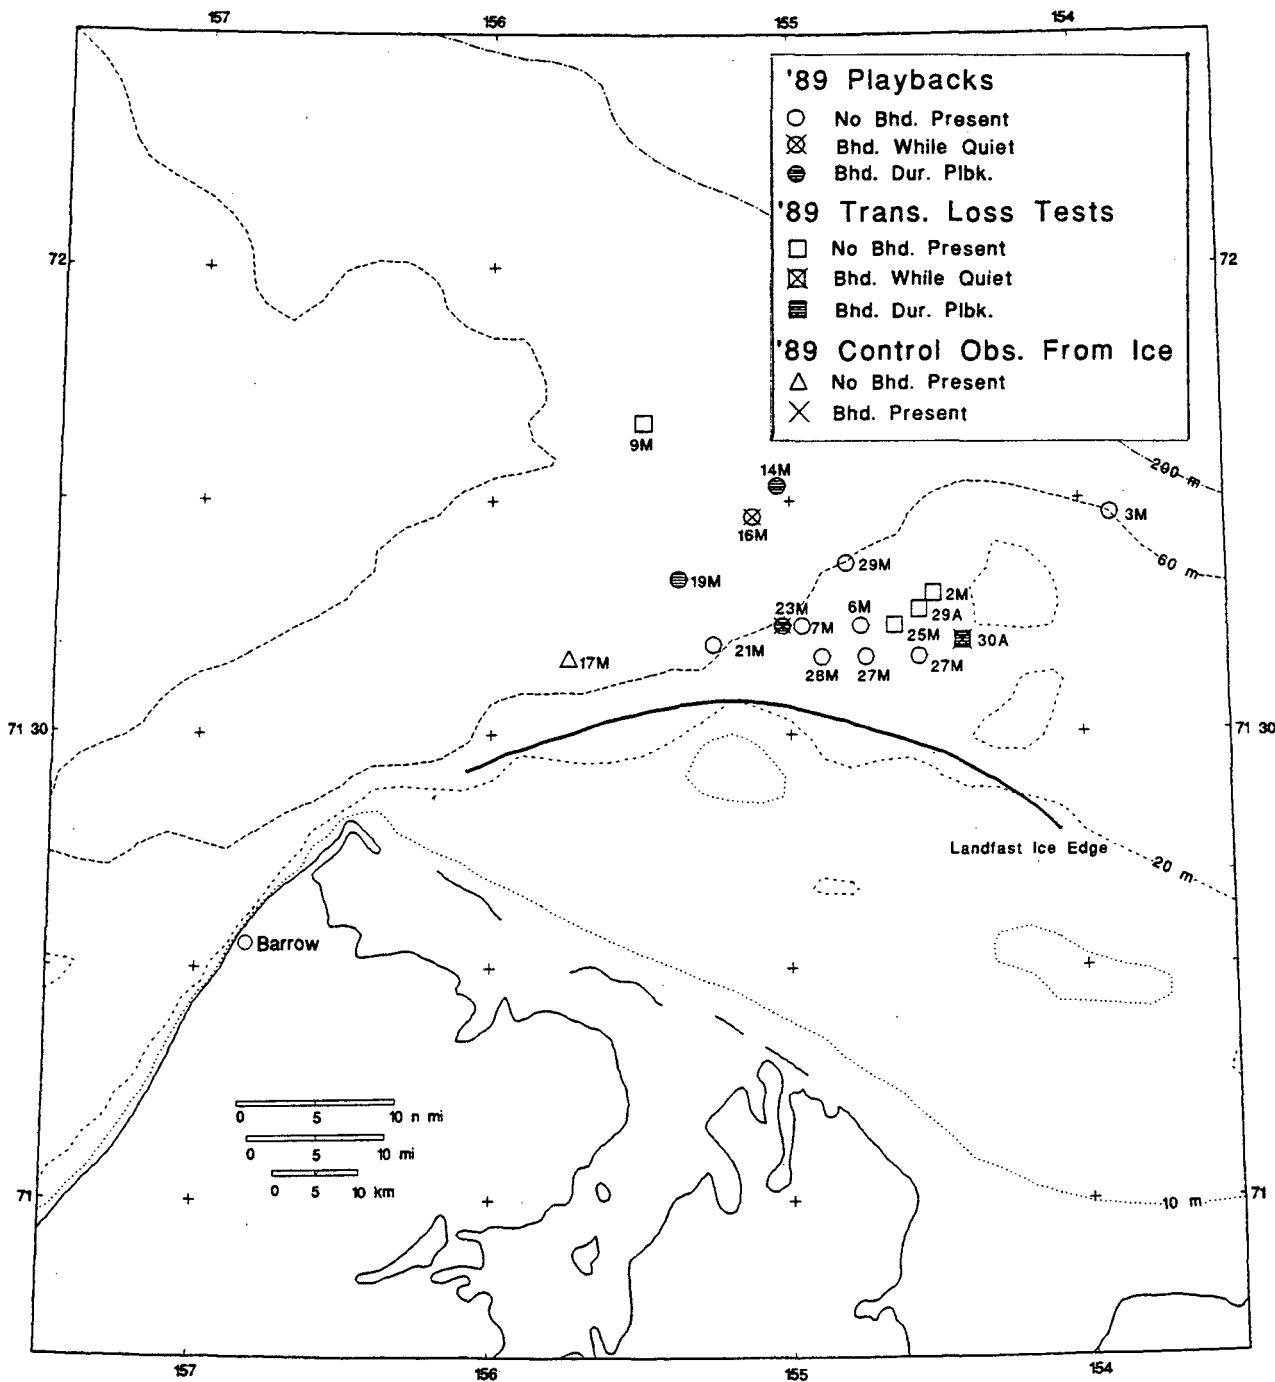 157 156 155 154
'89 Playbacks
No Bhd. Present
Bhd. While Quiet
Bhd. Dur. Plbk.
'89 Trans. Loss Tests
No Bhd. Present
Bhd. While Quiet
Bhd. Dur. Plbk.
'89 Control Obs. From Ice
No Bhd. Present
Bhd. Present
72 72
9M
200 m
14M
3M
16M
60 m
29M
19M
2M
23M 6M 29A
7M
25M 30A
21M
17M
28M 27M 27M
71 30 71 30
Landfast Ice Edge
20 m
Barrow
0 5 10 n mi
0 5 10 mi
0 5 10 km
71 71
10 m
157 156 155 154